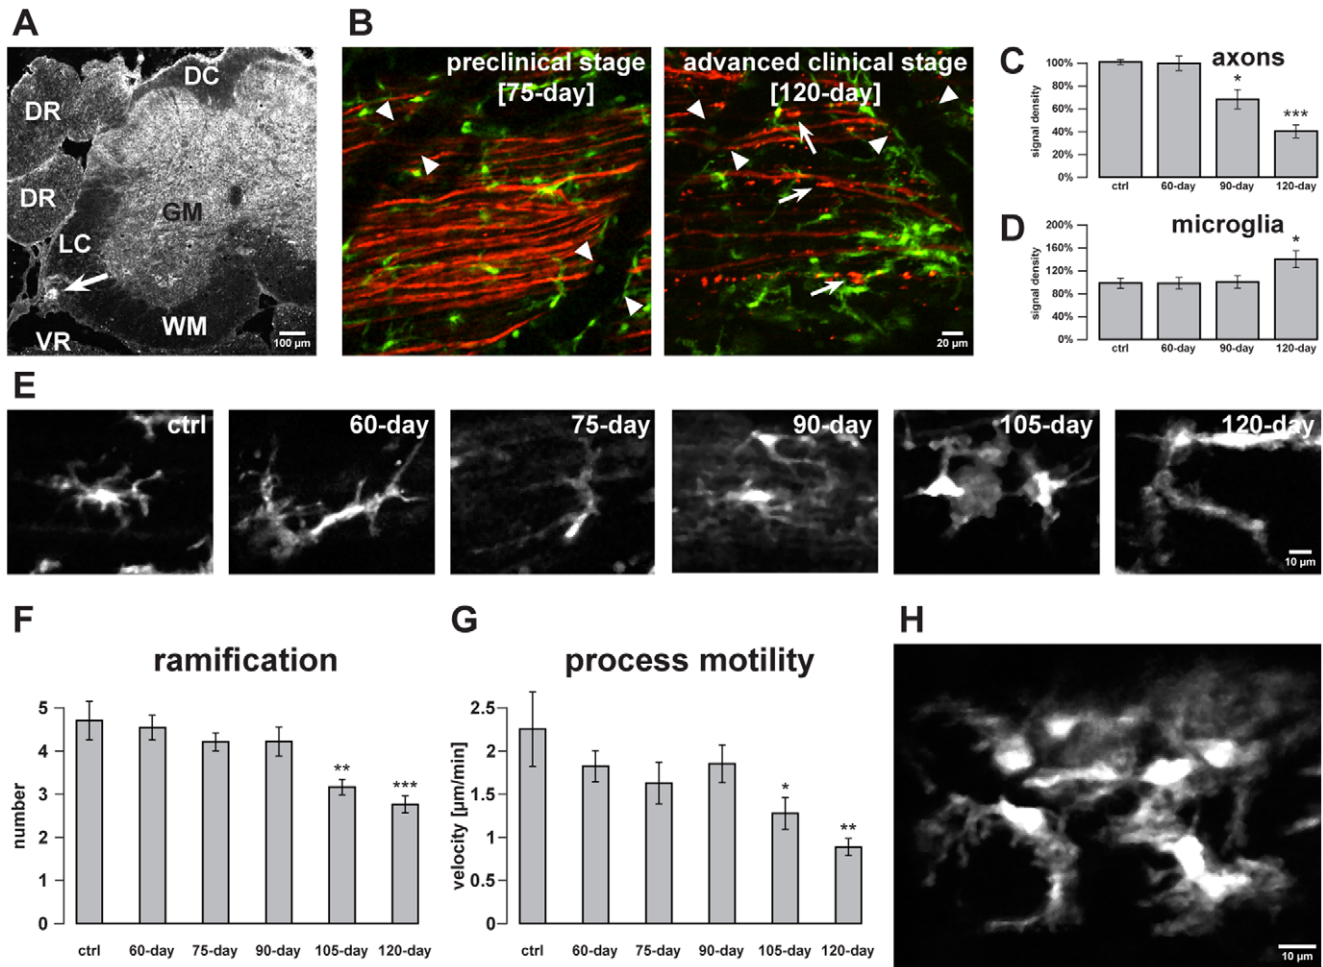 A
DC
DR
DR
GM
LC
WM
VR
100 µm
B
preclinical stage
[75-day]
advanced clinical stage
[120-day]
20 µm
C
axons
signal density
100%
80%
60%
40%
20%
0%
*
***
ctrl 60-day 90-day 120-day
D
microglia
signal density
200%
160%
120%
80%
40%
0%
*
ctrl 60-day 90-day 120-day
E
ctrl
60-day
75-day
90-day
105-day
120-day
10 µm
F
ramification
number
5
4
3
2
1
0
**
***
ctrl 60-day 75-day 90-day 105-day 120-day
G
process motility
velocity [µm/min]
2.5
2
1.5
1
0.5
0
*
**
ctrl 60-day 75-day 90-day 105-day 120-day
H
10 µm